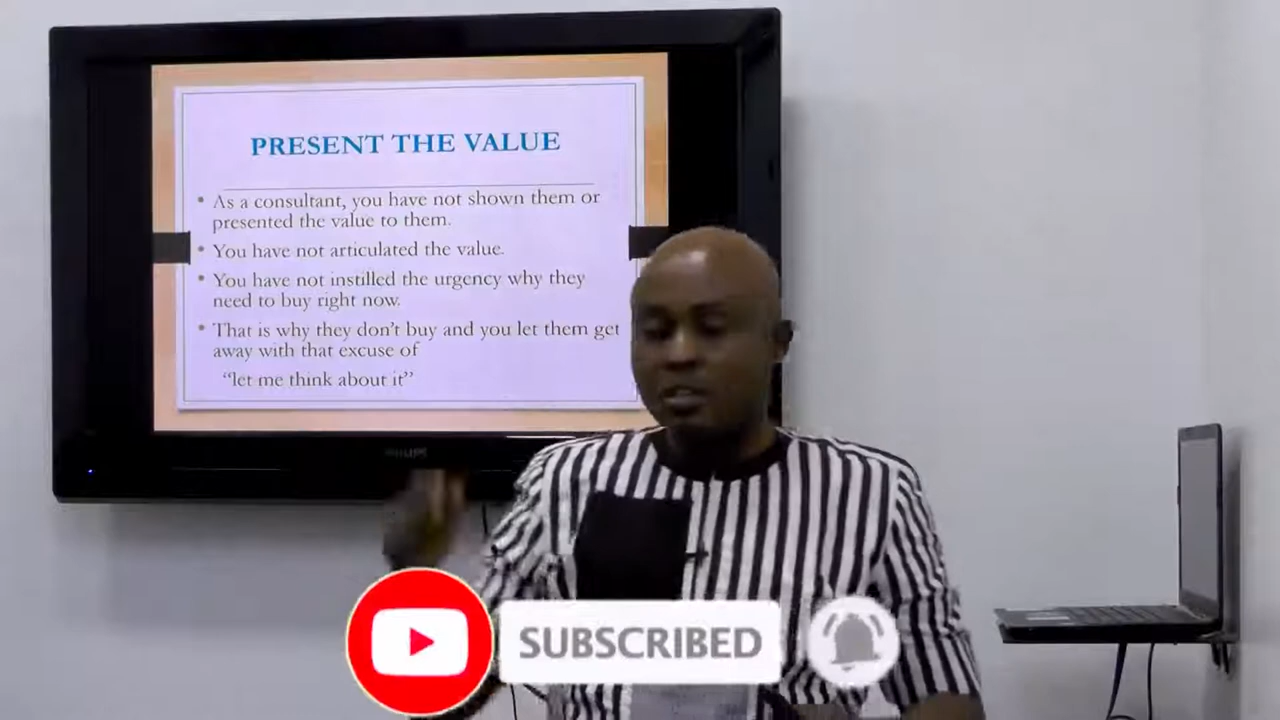 PRESENT THE VALUE
• As a consultant, you have not shown them or
presented the value to them.
• You have not articulated the value.
• You have not instilled the urgency why they
need to buy right now.
• That is why they don't buy and you let them get
away with that excuse of
“let me think about it”
PHILIPS
SUBSCRIBED